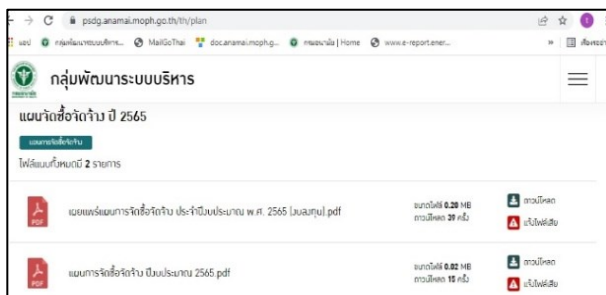 psdg.anamai.moph.go.th/th/plan
MailGoThai
doc.anamai.moph.g...
กรมอนามัย | Home
www.e-report.ener...
กลุ่มพัฒนาระบบบริหาร
แผนจัดซื้อจัดจ้าง ปี 2565
แผนการจัดซื้อจัดจ้าง
ไฟล์แนบทั้งหมดมี 2 รายการ
เผยแพร่แผนการจัดซื้อจัดจ้าง ประจำปีงบประมาณ พ.ศ. 2565 (งบลงทุน).pdf
ขนาดไฟล์ 0.20 MB
ดาวน์โหลด 39 ครั้ง
ดาวน์โหลด
แจ้งไฟล์เสีย
PDF
แผนการจัดซื้อจัดจ้าง ปีงบประมาณ 2565.pdf
ขนาดไฟล์ 0.02 MB
ดาวน์โหลด 15 ครั้ง
ดาวน์โหลด
แจ้งไฟล์เสีย
PDF